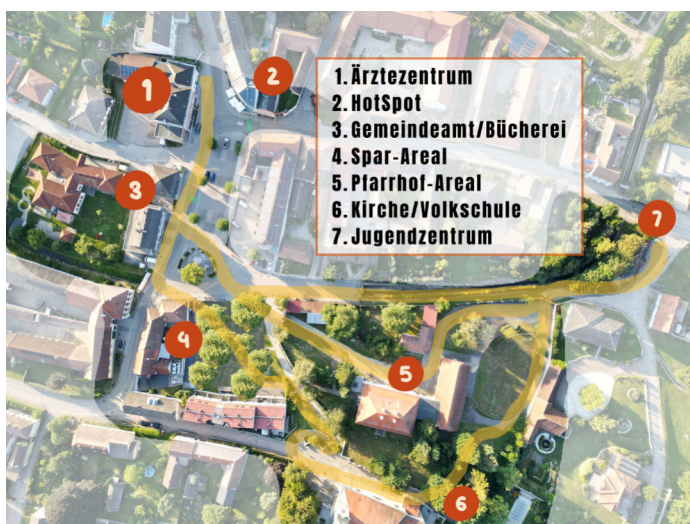 1. Ärztezentrum
2. HotSpot
3. Gemeindeamt/Bücherei
4. Spar-Areal
5. Pfarrhof-Areal
6. Kirche/Volkschule
7. Jugendzentrum
1
2
3
7
4
5
6